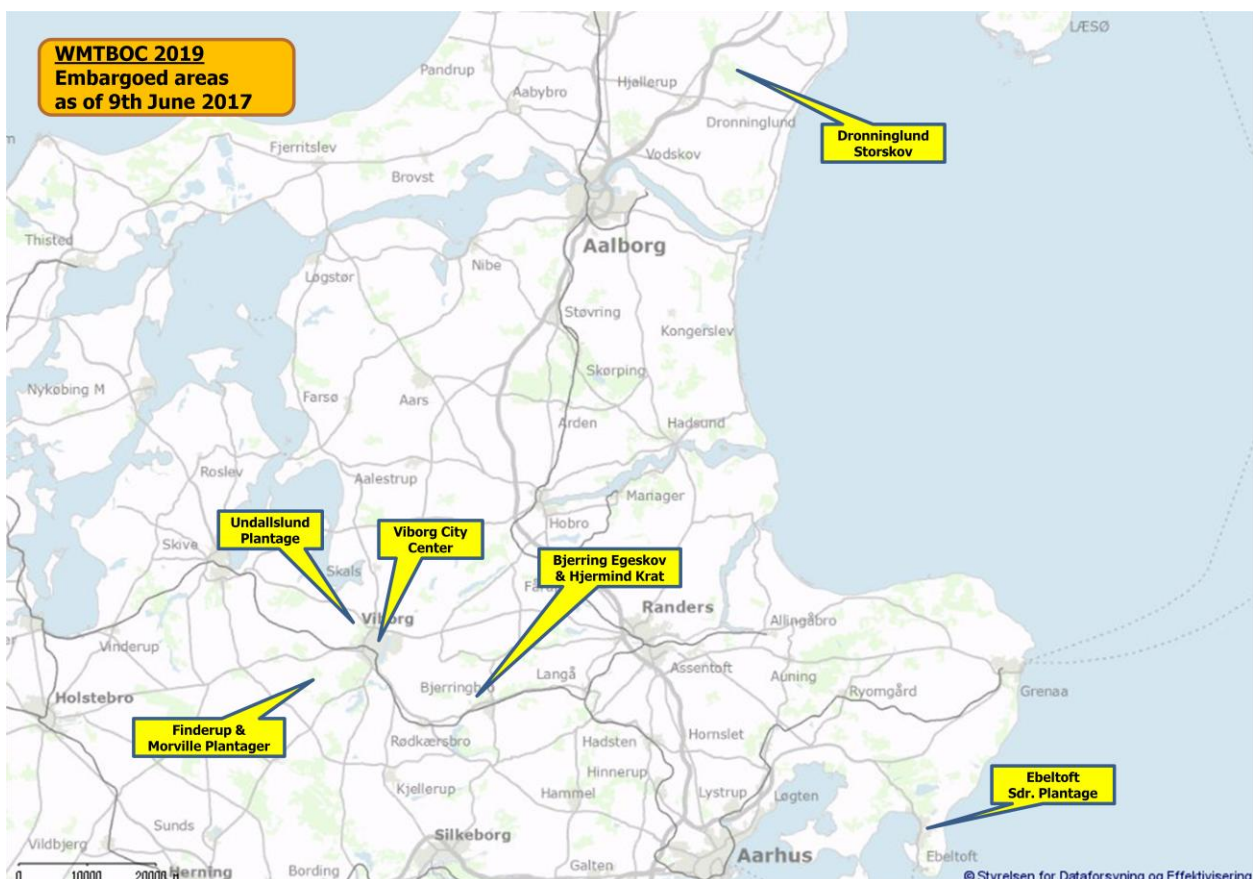 WMTBOC 2019
Embargoed areas
as of 9th June 2017
LÆSØ
Pandrup
Hjallerup
Aabybro
Dronninglund
Dronninglund
Storskov
Fjerritslev
Vodskov
Brovst
Thisted
Aalborg
Løgstør
Nibe
Støvring
Kongerslev
Skørping
Nykøbing M
Farsø
Aars
Arden
Hadsund
Roslev
Aalestrup
Mariager
Hobro
Undallslund
Plantage
Viborg City
Center
Skive
Skals
Bjerring Egeskov
& Hjermind Krat
Randers
Viborg
Allingåbro
Vinderup
Assentoft
Langå
Auning
Bjerringbro
Ryomgård
Grenaa
Holstebro
Finderup &
Morville Plantager
Rødkærsbro
Hadsten
Hornslet
Hinnerup
Kjellerup
Hammel
Lystrup
Løgten
Ebeltoft
Sdr. Plantage
Sunds
Vildbjerg
Silkeborg
Aarhus
Ebeltoft
Galten
Bording
Herning
0 10000 20000 m
© Styrelsen for Dataforsyning og Effektivisering